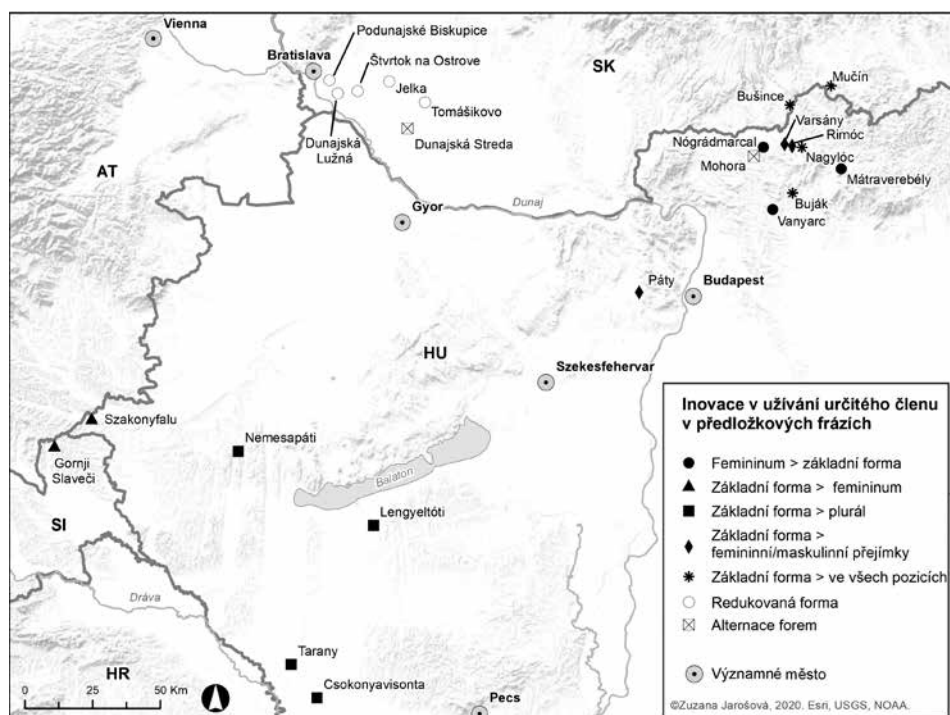 Vienna
Podunajské Biskupice
Bratislava
Štvrtok na Ostrove
SK
Jelka
Mučín
Bušince
Tomášikovo
Varsány
Dunajská
Lužná
Rimóc
Dunajská Streda
Nógrádmarcal
Nagylóc
Mohora
AT
Mátraverebély
Buják
Dunaj
Gyor
Vanyarc
Páty
Budapest
HU
Szekesfehervar
Szakonyfalu
Nemesapáti
Gornji
Slaveči
Balaton
Lengyeltóti
SI
Dráva
Tarany
HR
Csokonyavisonta
Pecs
0 25 50 Km
Inovace v užívání určitého členu
v předložkových frázích
Femininum > základní forma
Základní forma > femininum
Základní forma > plurál
Základní forma >
femininní/maskulinní přejímky
Základní forma > ve všech pozicích
Redukovaná forma
Alternace forem
Významné město
©Zuzana Jarošová, 2020. Esri, USGS, NOAA.